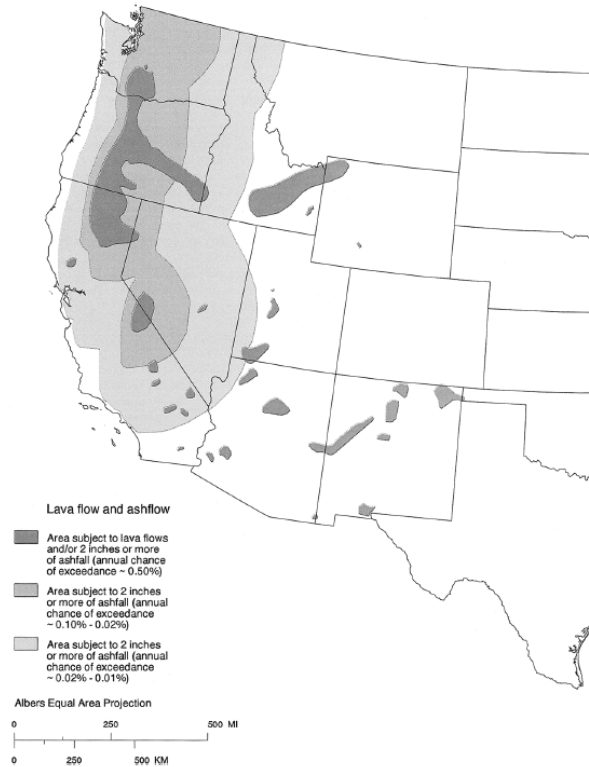 Lava flow and ashflow
Area subject to lava flows
and/or 2 inches or more
of ashfall (annual chance
of exceedance ~ 0.50%)
Area subject to 2 inches
or more of ashfall (annual
chance of exceedance
~ 0.10% - 0.02%)
Area subject to 2 inches
or more of ashfall (annual
chance of exceedance
~ 0.02% - 0.01%)
Albers Equal Area Projection
0 250 500 MI
0 250 500 KM